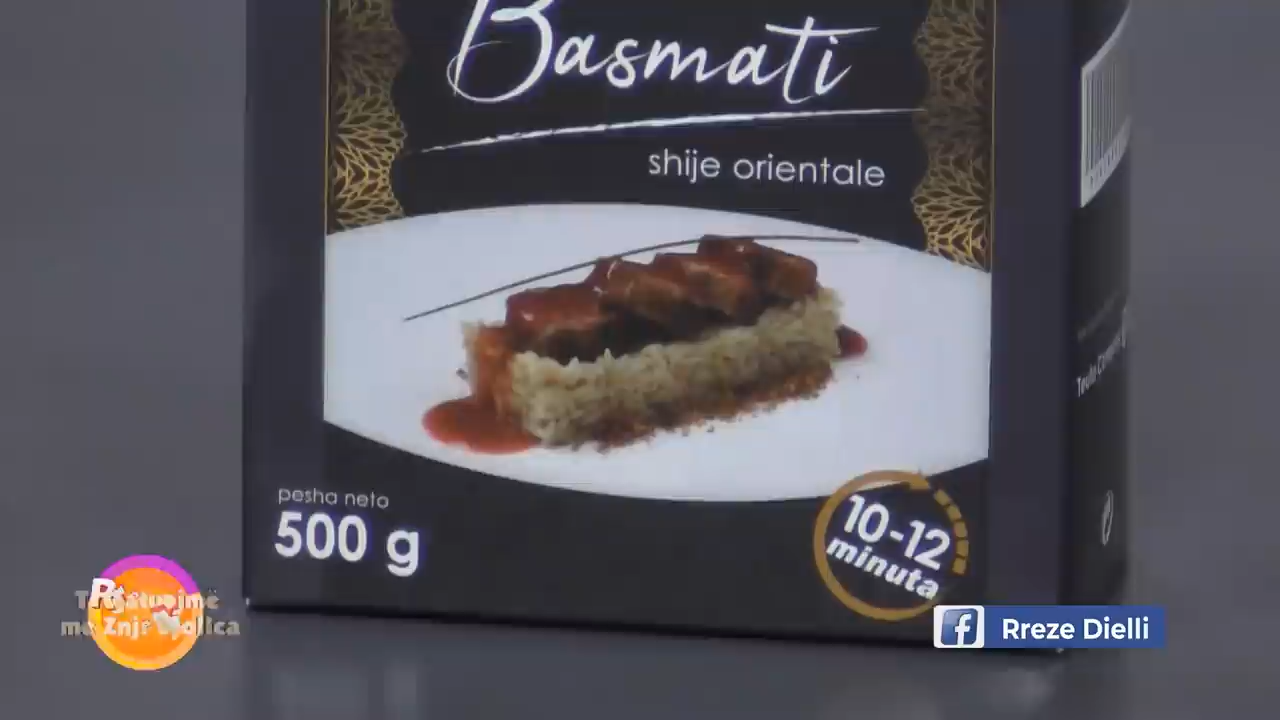 Basmati
shije orientale
pesha neto
500 g
10-12
minuta
Rreze Dielli